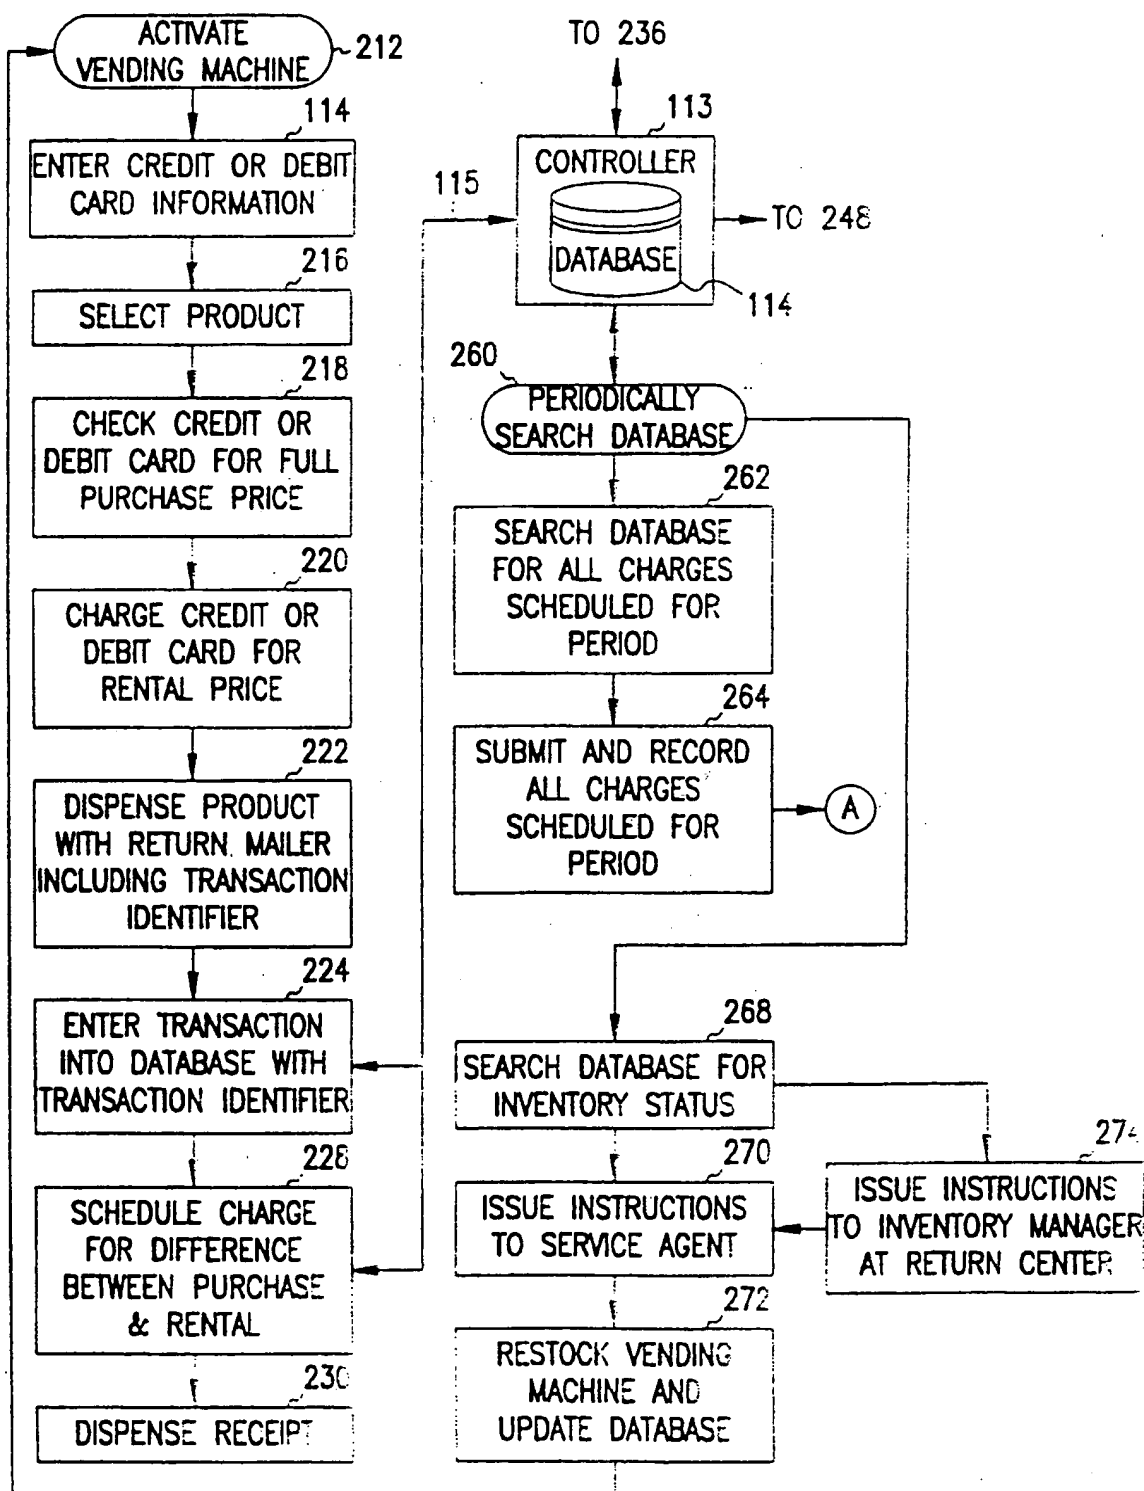 ACTIVATE
VENDING MACHINE
212
114
ENTER CREDIT OR DEBIT
CARD INFORMATION
216
SELECT PRODUCT
218
CHECK CREDIT OR
DEBIT CARD FOR FULL
PURCHASE PRICE
220
CHARGE CREDIT OR
DEBIT CARD FOR
RENTAL PRICE
222
DISPENSE PRODUCT
WITH RETURN MAILER
INCLUDING TRANSACTION
IDENTIFIER
224
ENTER TRANSACTION
INTO DATABASE WITH
TRANSACTION IDENTIFIER
228
SCHEDULE CHARGE
FOR DIFFERENCE
BETWEEN PURCHASE
& RENTAL
230
DISPENSE RECEIPT
TO 236
113
CONTROLLER
115
DATABASE
TO 248
114
260
PERIODICALLY
SEARCH DATABASE
262
SEARCH DATABASE
FOR ALL CHARGES
SCHEDULED FOR
PERIOD
264
SUBMIT AND RECORD
ALL CHARGES
SCHEDULED FOR
PERIOD
A
268
SEARCH DATABASE FOR
INVENTORY STATUS
270
ISSUE INSTRUCTIONS
TO SERVICE AGENT
274
ISSUE INSTRUCTIONS
TO INVENTORY MANAGER
AT RETURN CENTER
272
RESTOCK VENDING
MACHINE AND
UPDATE DATABASE